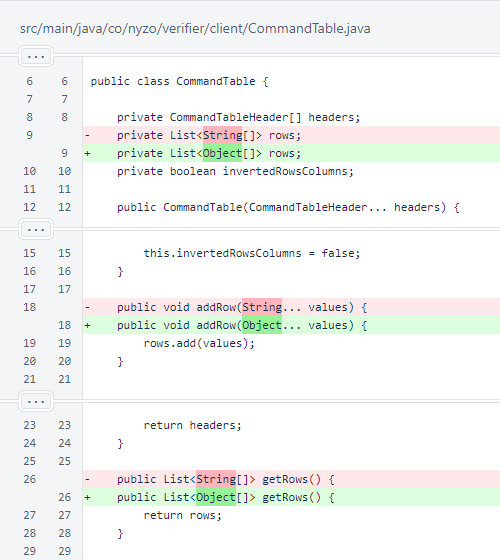 src/main/java/co/nyzo/verifier/client/CommandTable.java
...
6 6 public class CommandTable {
7 7
8 8 private CommandTableHeader[] headers;
9 - private List<String[]> rows;
9 + private List<Object[]> rows;
10 10 private boolean invertedRowsColumns;
11 11
12 12 public CommandTable(CommandTableHeader... headers) {
...
15 15 this.invertedRowsColumns = false;
16 16 }
17 17
18 - public void addRow(String... values) {
18 + public void addRow(Object... values) {
19 19 rows.add(values);
20 20 }
21 21
...
23 23 return headers;
24 24 }
25 25
26 - public List<String[]> getRows() {
26 + public List<Object[]> getRows() {
27 27 return rows;
28 28 }
29 29